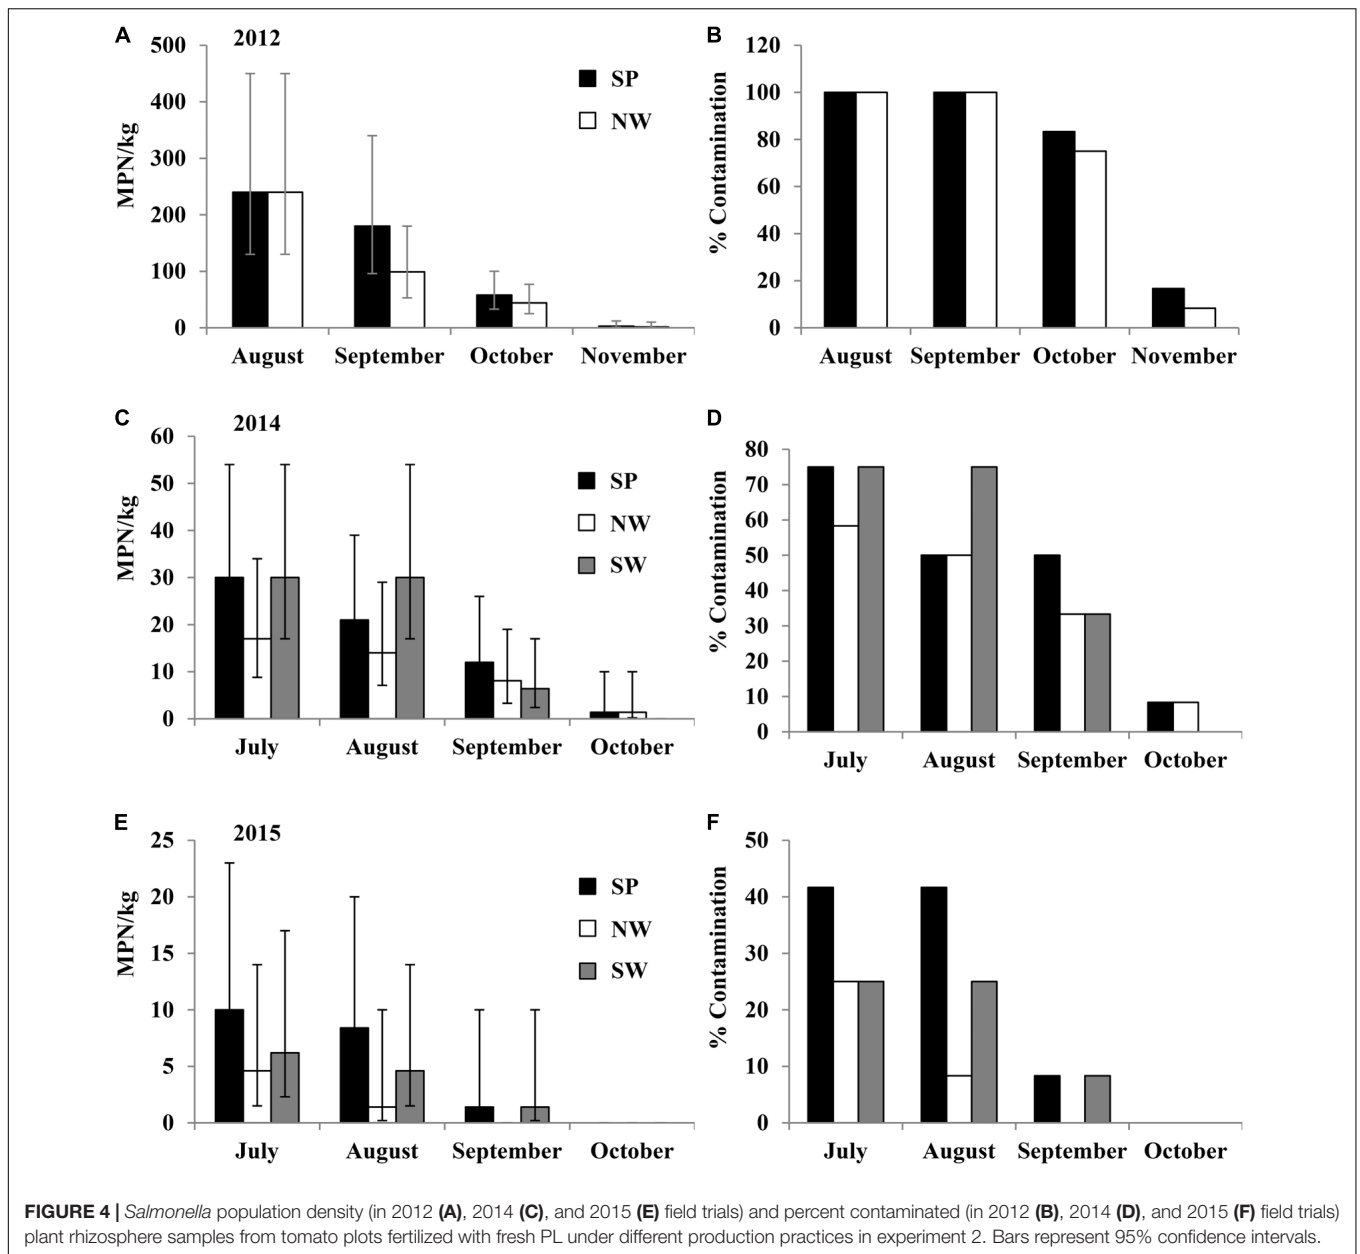 A
2012
500
400
300
200
100
0
MPN/kg
SP
NW
August September October November
B
120
100
80
60
40
20
0
% Contamination
August September October November
C
2014
60
50
40
30
20
10
0
MPN/kg
SP
NW
SW
July August September October
D
80
70
60
50
40
30
20
10
0
% Contamination
July August September October
E
2015
25
20
15
10
5
0
MPN/kg
SP
NW
SW
July August September October
F
50
40
30
20
10
0
% Contamination
July August September October
FIGURE 4 | Salmonella population density (in 2012 (A), 2014 (C), and 2015 (E) field trials) and percent contaminated (in 2012 (B), 2014 (D), and 2015 (F) field trials)
plant rhizosphere samples from tomato plots fertilized with fresh PL under different production practices in experiment 2. Bars represent 95% confidence intervals.